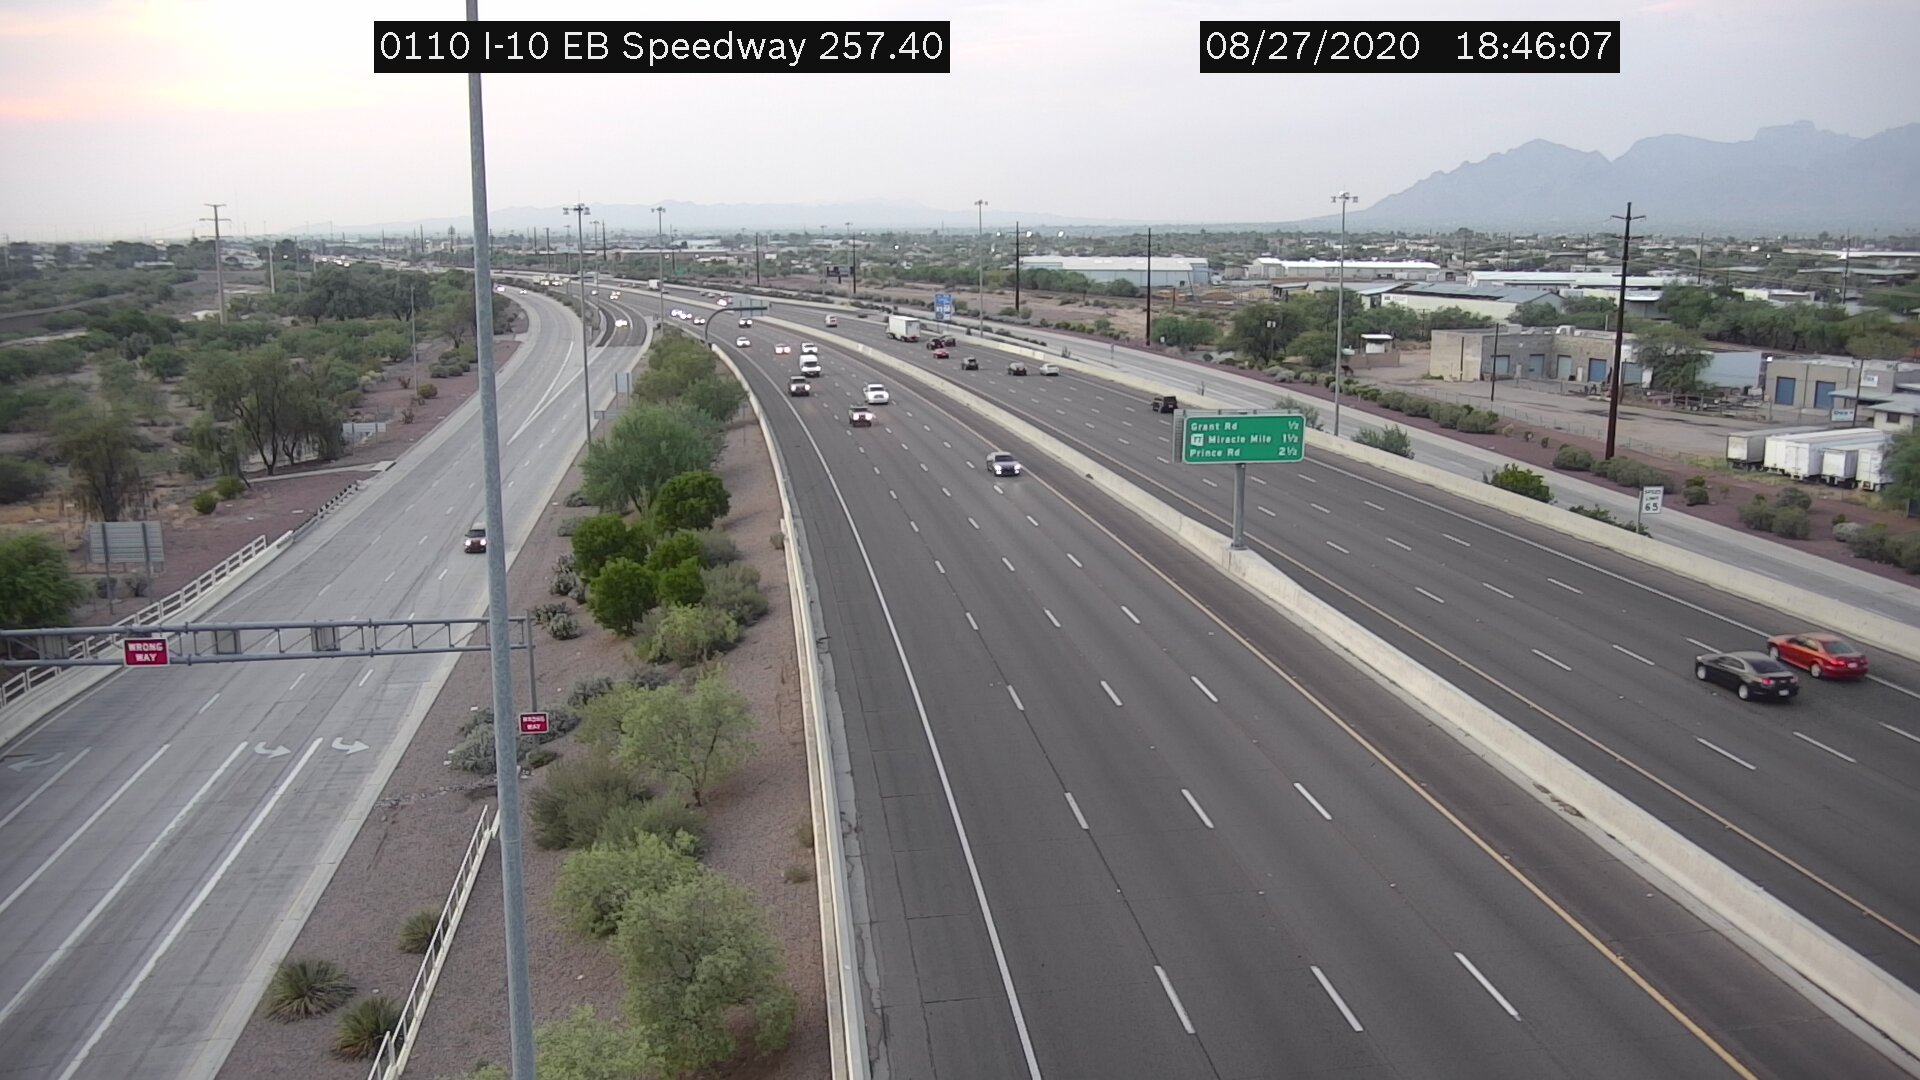 0110 I-10 EB Speedway 257.40
08/27/2020 18:46:07
Grant Rd ½
77 Miracle Mile 1½
Prince Rd 2½
SPEED
LIMIT
65
WRONG
WAY
WRONG
WAY